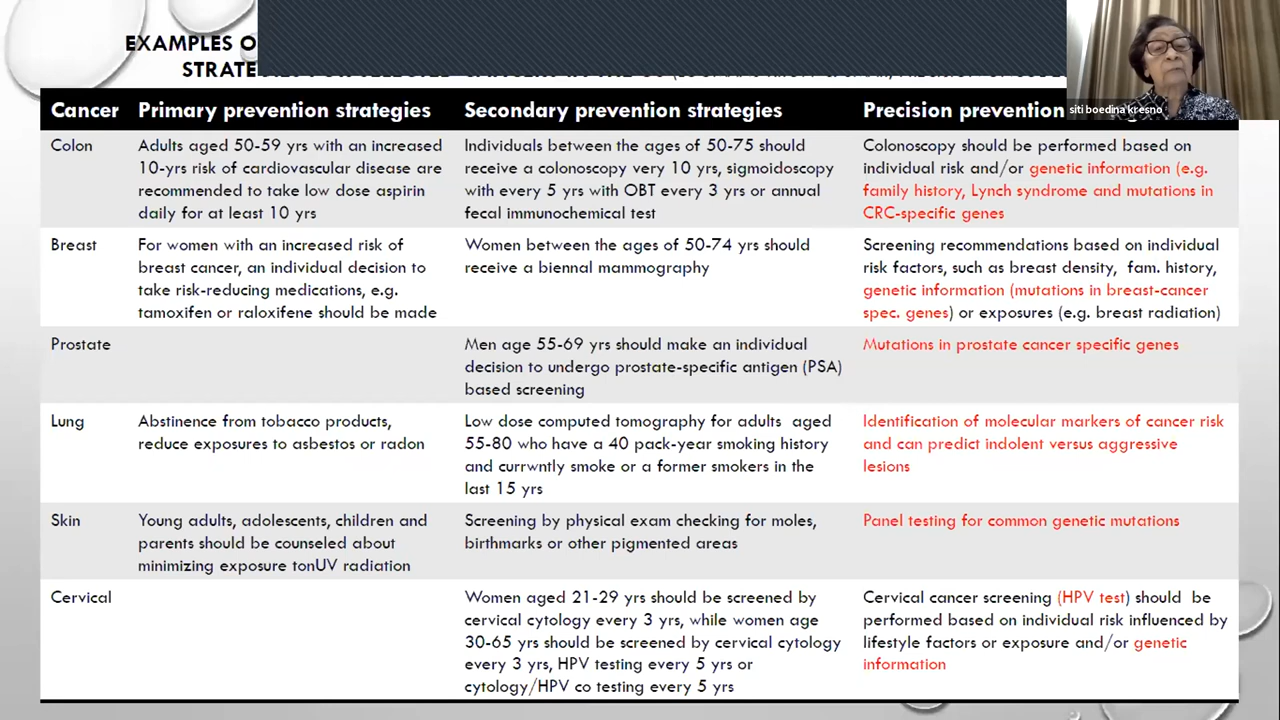 EXAMPLES O
STRATE
siti boedina kresno
Cancer Primary prevention strategies Secondary prevention strategies Precision prevention
Colon
Adults aged 50-59 yrs with an increased
10-yrs risk of cardiovascular disease are
recommended to take low dose aspirin
daily for at least 10 yrs
Individuals between the ages of 50-75 should
receive a colonoscopy very 10 yrs, sigmoidoscopy
with every 5 yrs with OBT every 3 yrs or annual
fecal immunochemical test
Colonoscopy should be performed based on
individual risk and/or genetic information (e.g.
family history, Lynch syndrome and mutations in
CRC-specific genes
Breast
For women with an increased risk of
breast cancer, an individual decision to
take risk-reducing medications, e.g.
tamoxifen or raloxifene should be made
Women between the ages of 50-74 yrs should
receive a biennal mammography
Screening recommendations based on individual
risk factors, such as breast density, fam. history,
genetic information (mutations in breast-cancer
spec. genes) or exposures (e.g. breast radiation)
Prostate
Men age 55-69 yrs should make an individual
decision to undergo prostate-specific antigen (PSA)
based screening
Mutations in prostate cancer specific genes
Lung
Abstinence from tobacco products,
reduce exposures to asbestos or radon
Low dose computed tomography for adults aged
55-80 who have a 40 pack-year smoking history
and currwntly smoke or a former smokers in the
last 15 yrs
Identification of molecular markers of cancer risk
and can predict indolent versus aggressive
lesions
Skin
Young adults, adolescents, children and
parents should be counseled about
minimizing exposure tonUV radiation
Screening by physical exam checking for moles,
birthmarks or other pigmented areas
Panel testing for common genetic mutations
Cervical
Women aged 21-29 yrs should be screened by
cervical cytology every 3 yrs, while women age
30-65 yrs should be screened by cervical cytology
every 3 yrs, HPV testing every 5 yrs or
cytology/HPV co testing every 5 yrs
Cervical cancer screening (HPV test) should be
performed based on individual risk influenced by
lifestyle factors or exposure and/or genetic
information